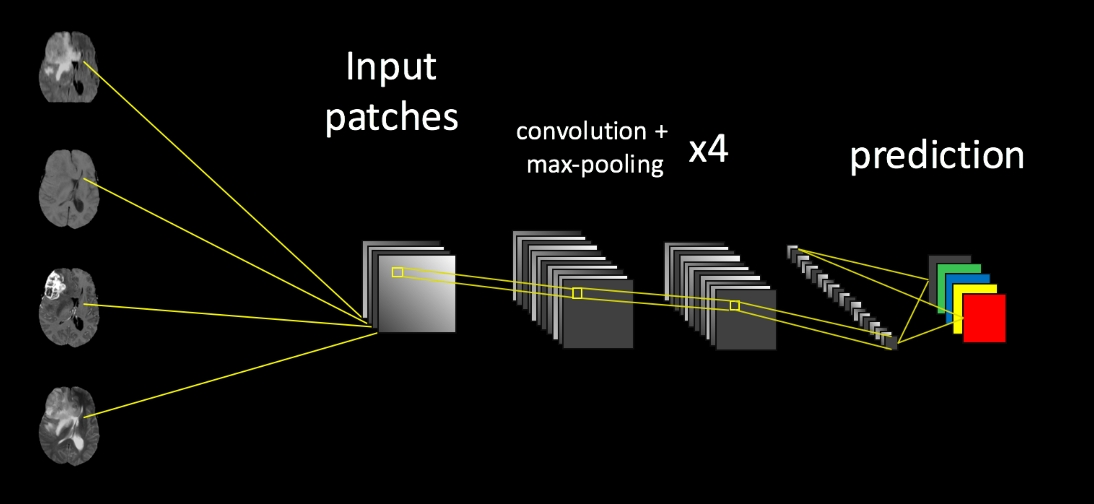 Input
patches
convolution +
max-pooling
x4
prediction